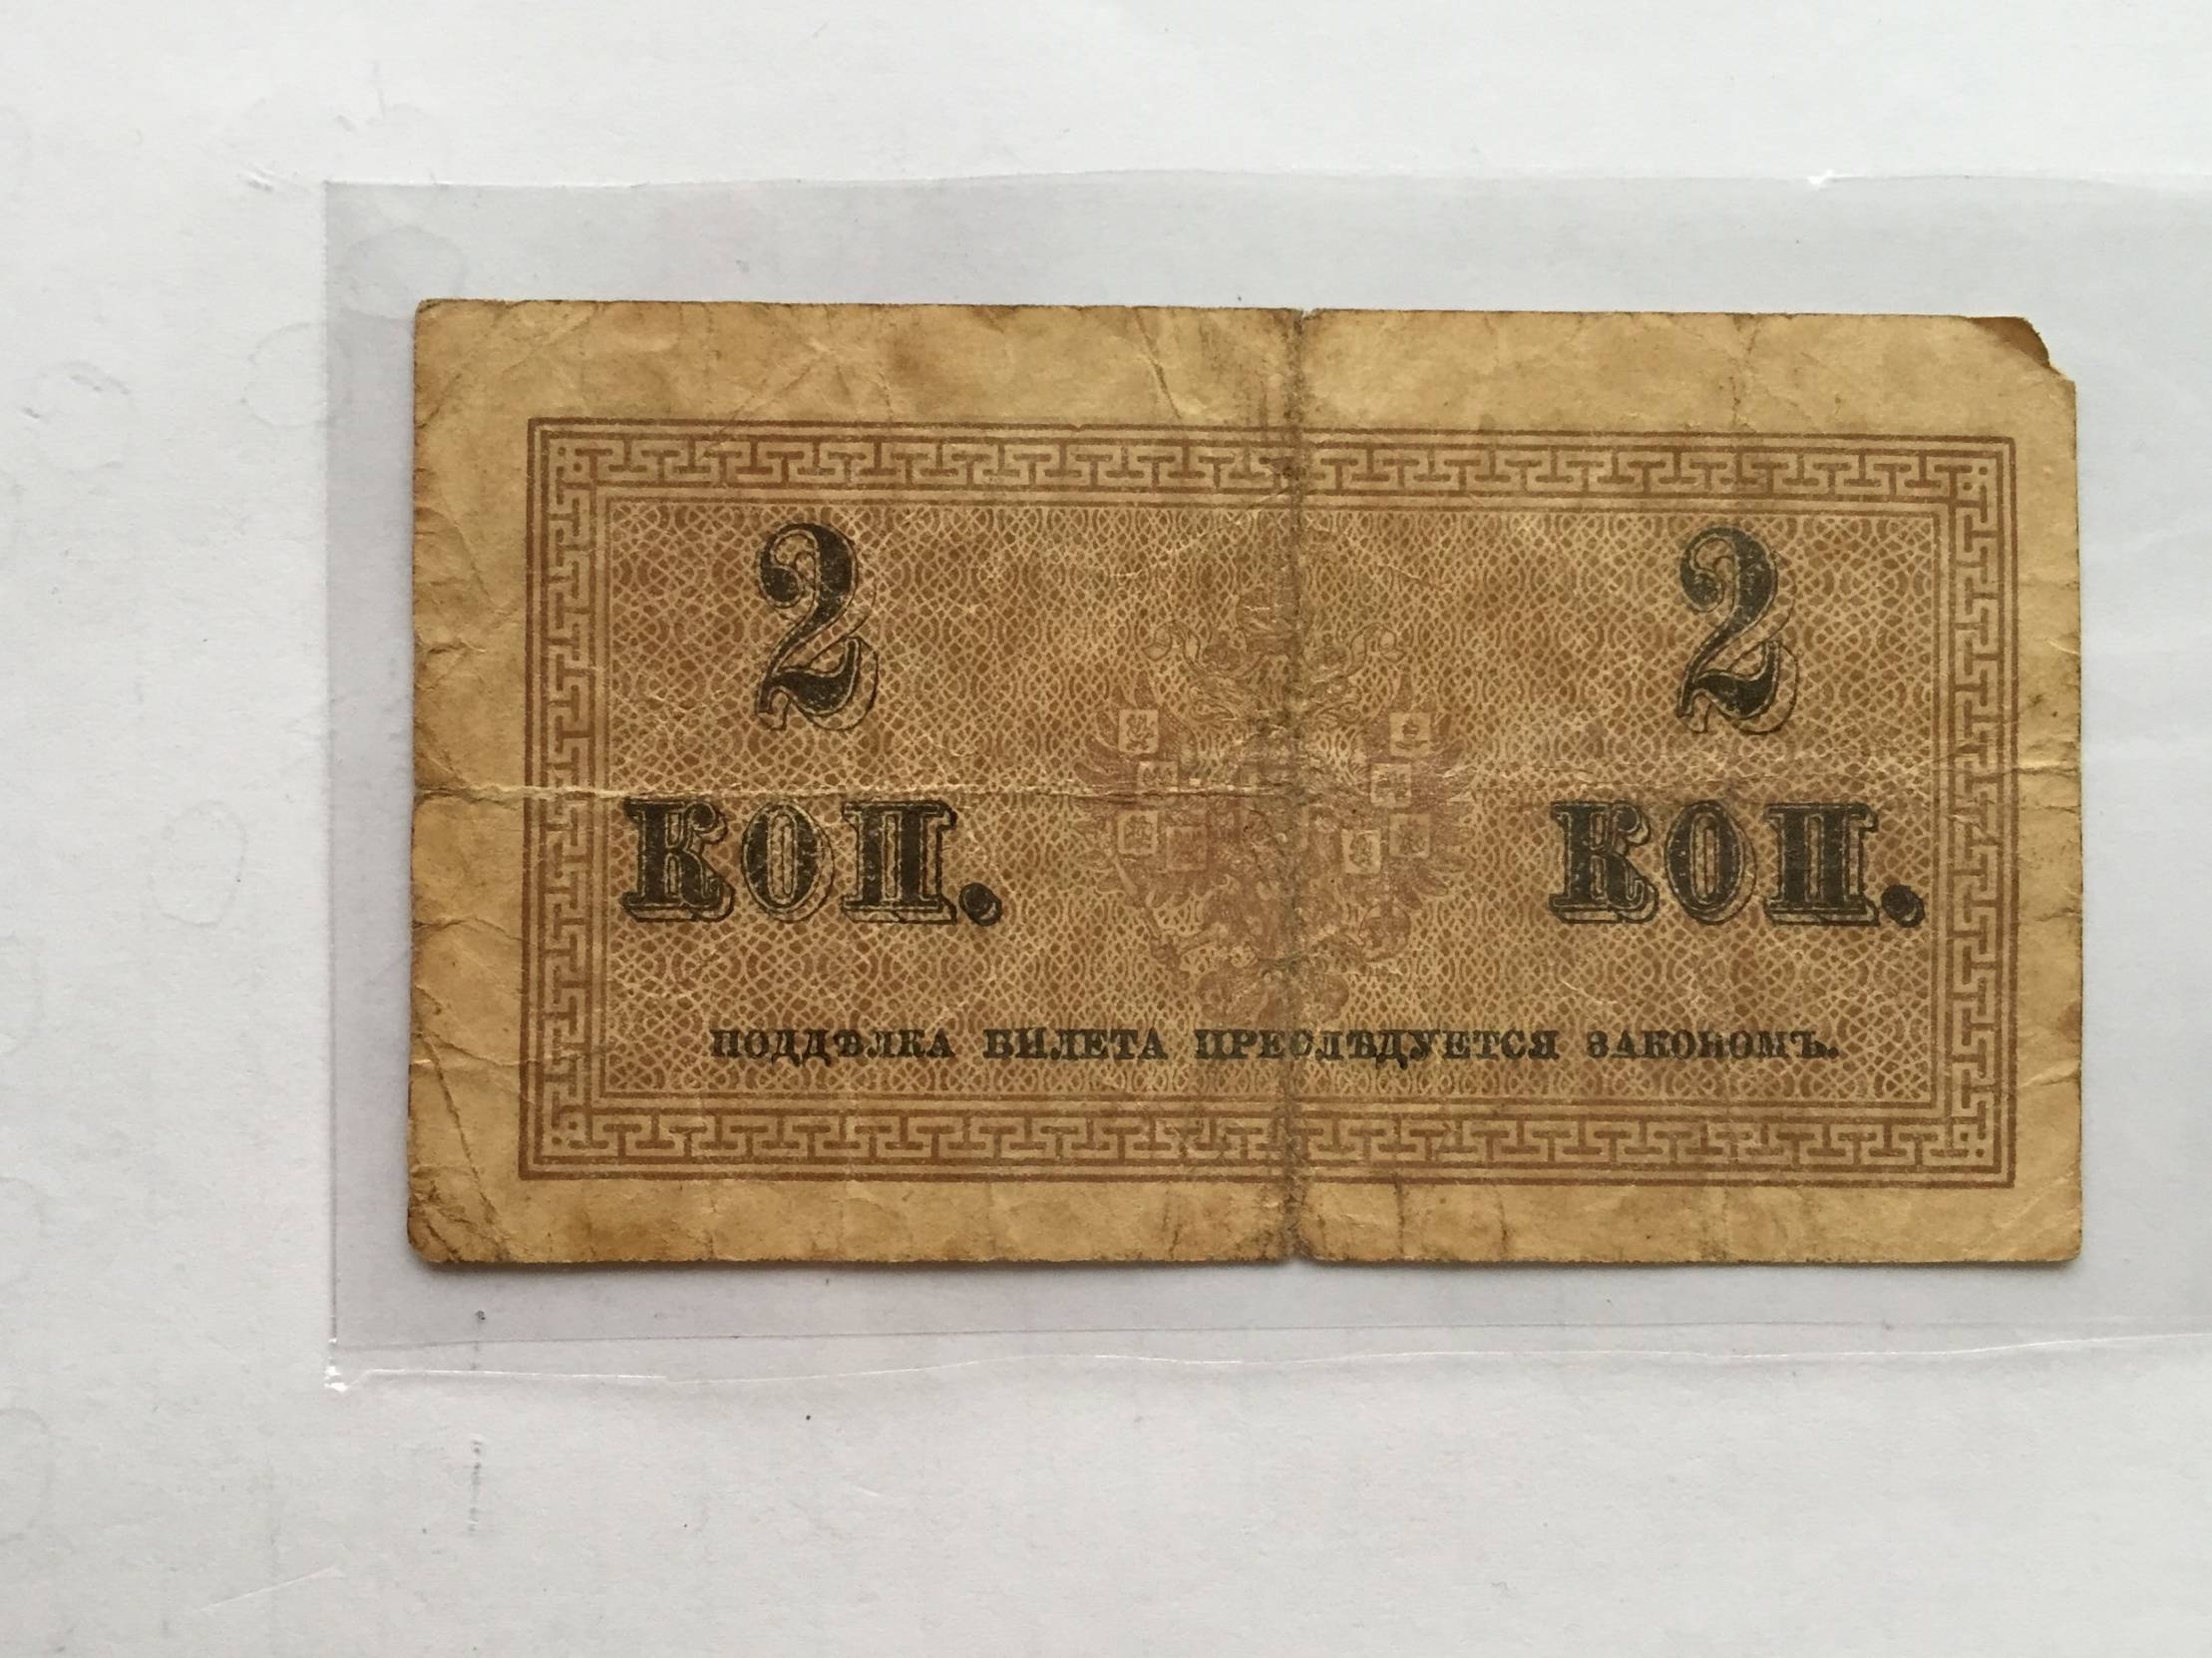 2 2
КОП. КОП.
ПОДДѢЛКА БИЛЕТА ПРЕСЛѢДУЕТСЯ ЗАКОНОМЪ.